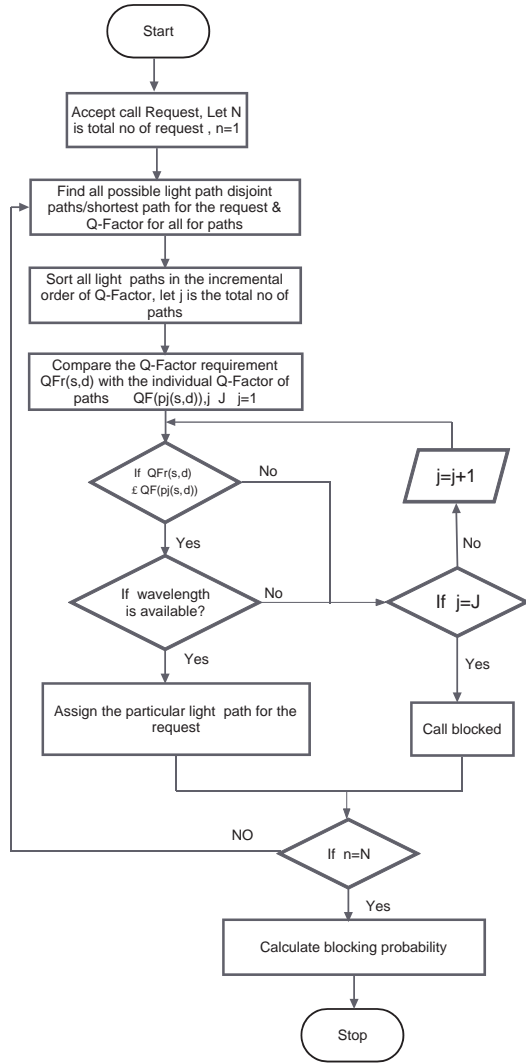 Start
Accept call Request, Let N
is total no of request , n=1
Find all possible light path disjoint
paths/shortest path for the request &
Q-Factor for all for paths
Sort all light paths in the incremental
order of Q-Factor, let j is the total no of
paths
Compare the Q-Factor requirement
QFr(s,d) with the individual Q-Factor of
paths QF(pj(s,d)),j J j=1
If QFr(s,d)
£ QF(pj(s,d))
No
j=j+1
Yes
No
If wavelength
is available?
No
If j=J
Yes
Yes
Assign the particular light path for the
request
Call blocked
NO
If n=N
Yes
Calculate blocking probability
Stop